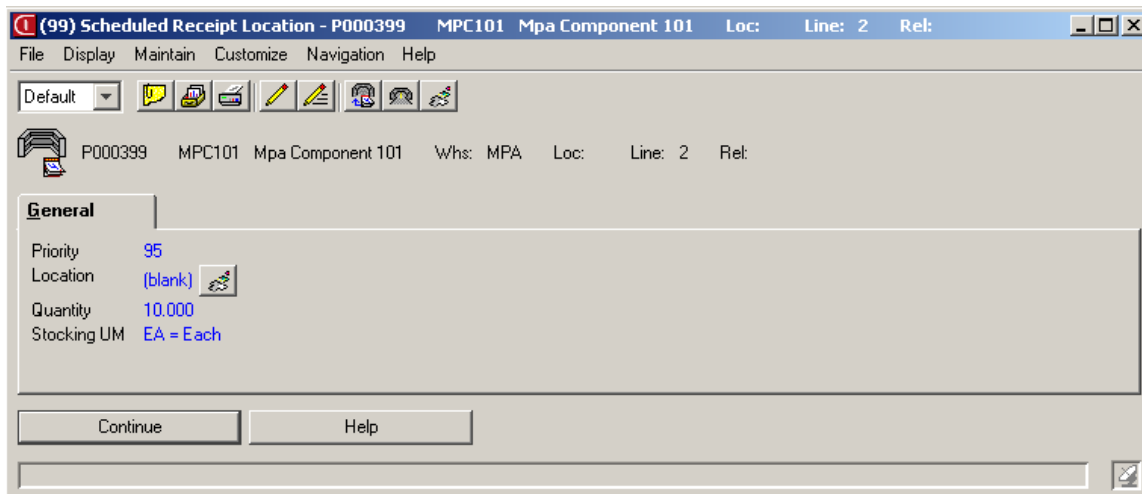 (99) Scheduled Receipt Location - P000399 MPC101 Mpa Component 101 Loc: Line: 2 Rel:
File Display Maintain Customize Navigation Help
Default
P000399 MPC101 Mpa Component 101 Whs: MPA Loc: Line: 2 Rel:
General
Priority 95
Location (blank)
Quantity 10.000
Stocking UM EA = Each
Continue Help